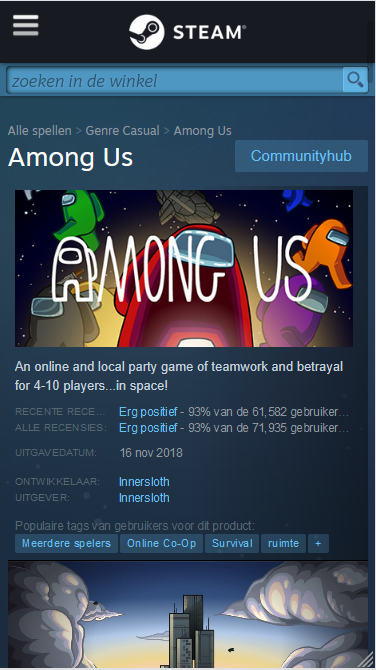 STEAM®
zoeken in de winkel
Alle spellen > Genre Casual > Among Us
Among Us
Communityhub
AMONG US
An online and local party game of teamwork and betrayal
for 4-10 players...in space!
RECENTE RECE... Erg positief - 93% van de 61,582 gebruiker...
ALLE RECENSIES: Erg positief - 93% van de 71,935 gebruiker...
UITGAVEDATUM: 16 nov 2018
ONTWIKKELAAR: Innersloth
UITGEVER: Innersloth
Populaire tags van gebruikers voor dit product:
Meerdere spelers Online Co-Op Survival ruimte +